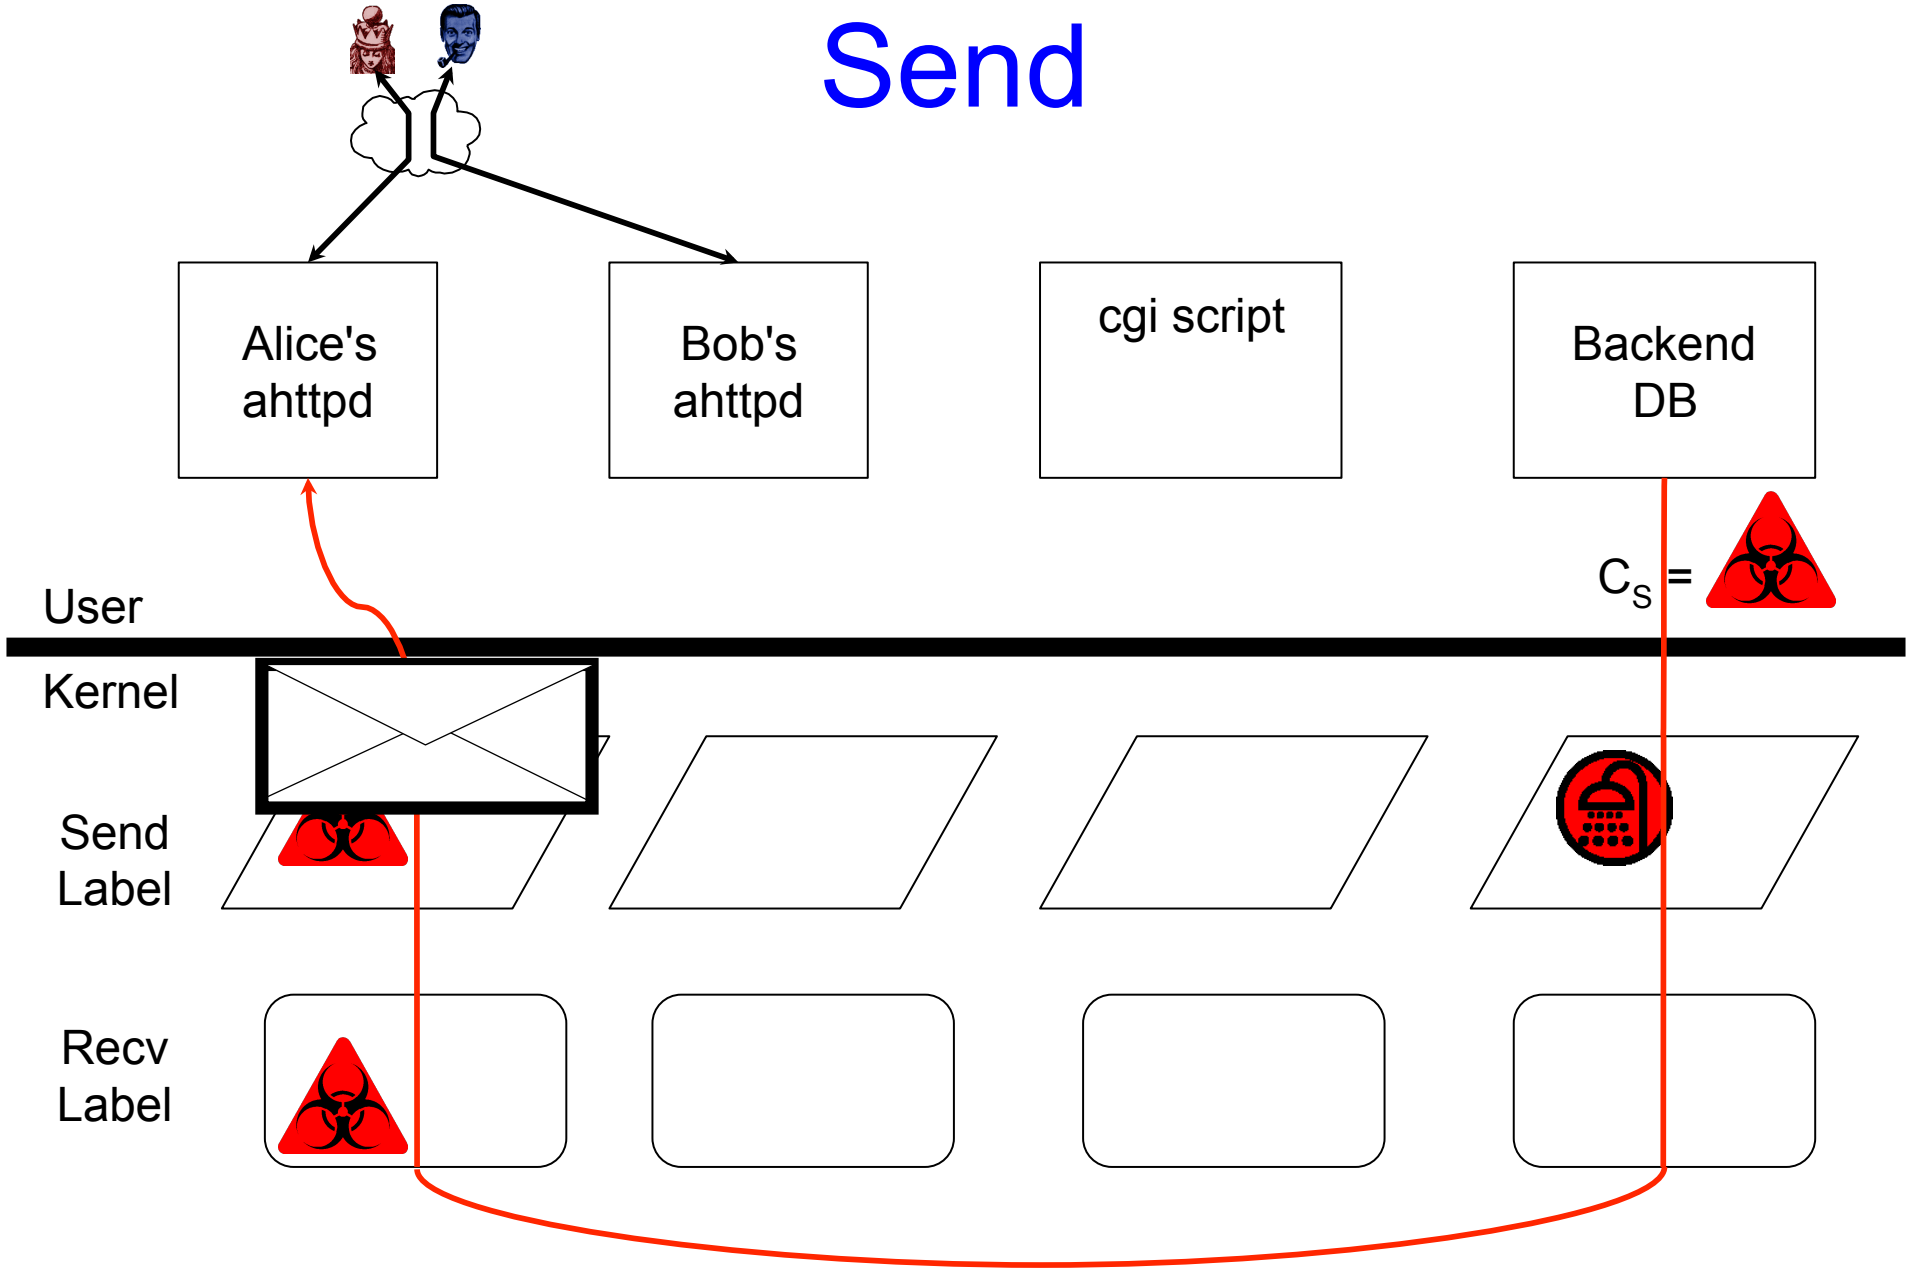 Send
Alice's
ahttpd
Bob's
ahttpd
cgi script
Backend
DB
CS =
User
Kernel
Send
Label
Recv
Label